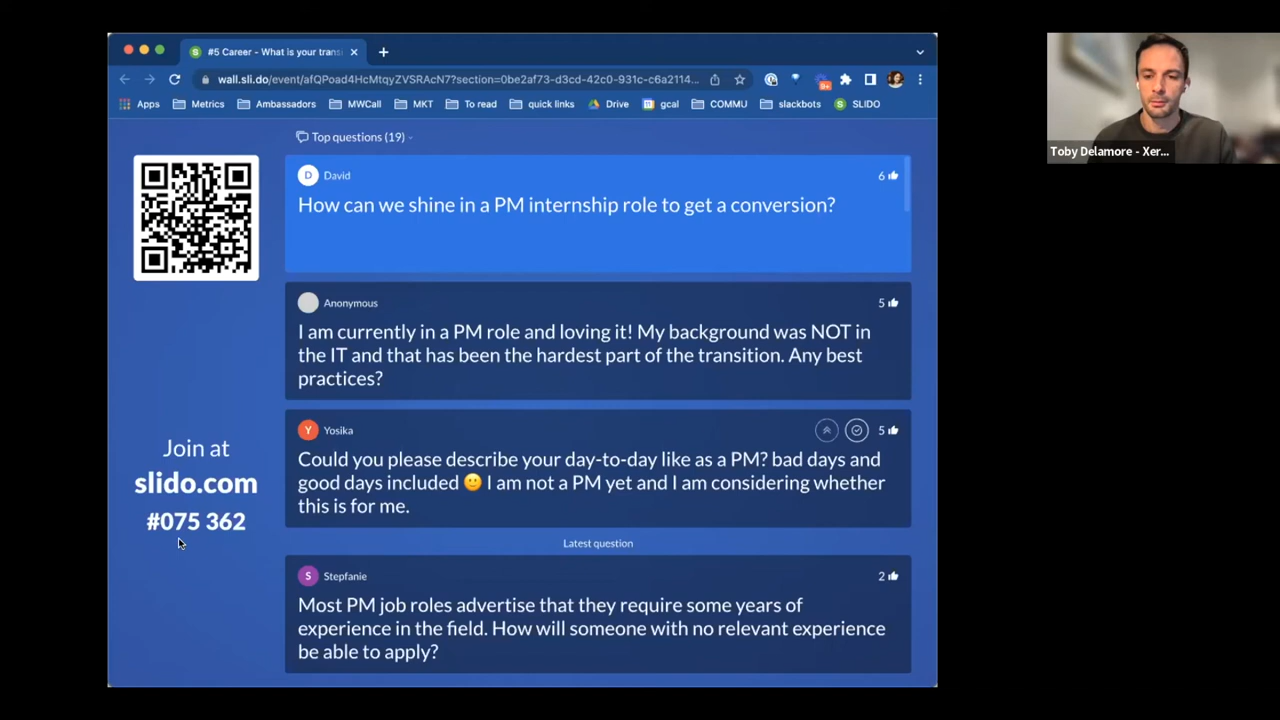 #5 Career - What is your trans
wall.sli.do/event/afQPoad4HcMtqyZVSRAcN7?section=0be2af73-d3cd-42c0-931c-c6a2114...
Apps Metrics Ambassadors MWCall MKT To read quick links Drive gcal COMMU slackbots SLIDO
Top questions (19)
D David 6
How can we shine in a PM internship role to get a conversion?
Anonymous 5
I am currently in a PM role and loving it! My background was NOT in
the IT and that has been the hardest part of the transition. Any best
practices?
Y Yosika 5
Could you please describe your day-to-day like as a PM? bad days and
good days included 🙂 I am not a PM yet and I am considering whether
this is for me.
Latest question
S Stepfanie 2
Most PM job roles advertise that they require some years of
experience in the field. How will someone with no relevant experience
be able to apply?
Join at
slido.com
#075 362
Toby Delamore - Xer...